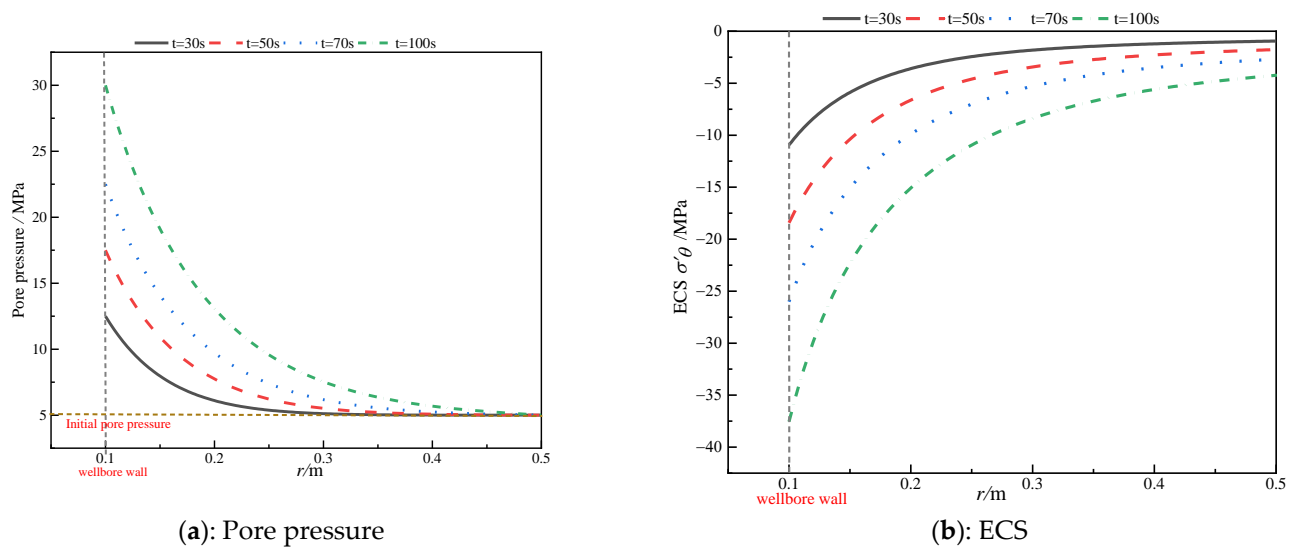 t=30s t=50s t=70s t=100s
30
25
20
15
10
5
Pore pressure / MPa
Initial pore pressure
0.1 0.2 0.3 0.4 0.5
wellbore wall
r/m
(a): Pore pressure
t=30s t=50s t=70s t=100s
0
−5
−10
−15
−20
−25
−30
−35
−40
ECS σ′θ /MPa
0.1 0.2 0.3 0.4 0.5
wellbore wall
r/m
(b): ECS